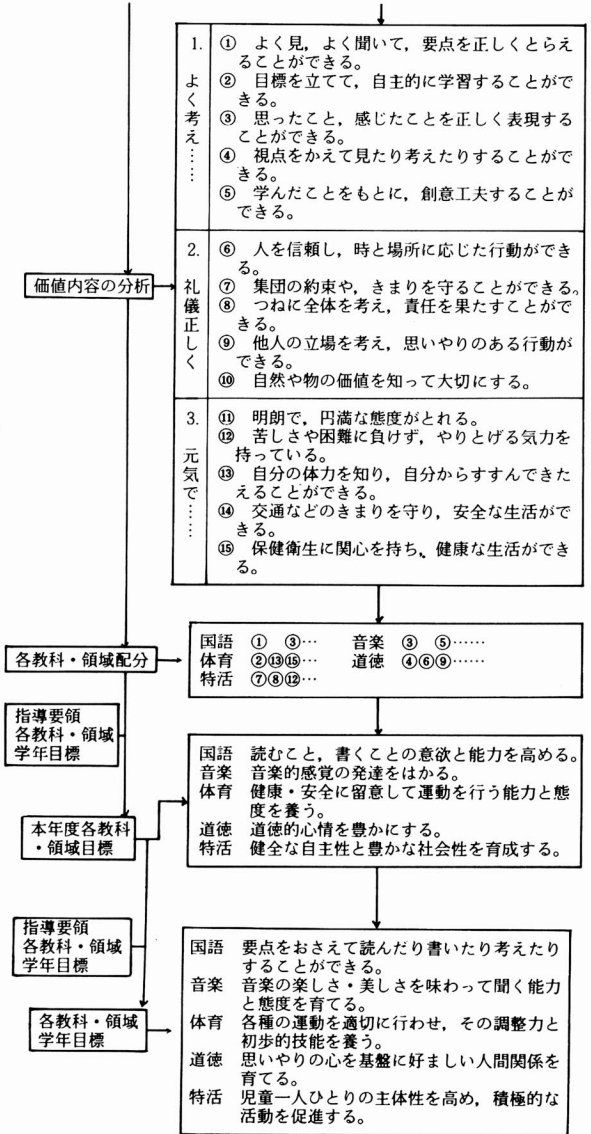 1.
よく考え……
① よく見，よく聞いて，要点を正しくとらえ
ることができる。
② 目標を立てて，自主的に学習することがで
きる。
③ 思ったこと，感じたことを正しく表現する
ことができる。
④ 視点をかえて見たり考えたりすることがで
きる。
⑤ 学んだことをもとに，創意工夫することが
できる。
価値内容の分析
2.
礼儀正しく
⑥ 人を信頼し，時と場所に応じた行動ができ
る。
⑦ 集団の約束や，きまりを守ることができる。
⑧ つねに全体を考え，責任を果たすことがで
きる。
⑨ 他人の立場を考え，思いやりのある行動が
できる。
⑩ 自然や物の価値を知って大切にする。
3.
元気で……
⑪ 明朗で，円満な態度がとれる。
⑫ 苦しさや困難に負けず，やりとげる気力を
持っている。
⑬ 自分の体力を知り，自分からすすんできた
えることができる。
⑭ 交通などのきまりを守り，安全な生活がで
きる。
⑮ 保健衛生に関心を持ち、健康な生活ができ
る。
各教科・領域配分
国語 ① ③… 音楽 ③ ⑤……
体育 ②⑬⑮… 道徳 ④⑥⑨……
特活 ⑦⑧⑫…
指導要領
各教科・領域
学年目標
本年度各教科
・領域目標
国語 読むこと，書くことの意欲と能力を高める。
音楽 音楽的感覚の発達をはかる。
体育 健康・安全に留意して運動を行う能力と態
度を養う。
道徳 道徳的心情を豊かにする。
特活 健全な自主性と豊かな社会性を育成する。
指導要領
各教科・領域
学年目標
各教科・領域
学年目標
国語 要点をおさえて読んだり書いたり考えたり
することができる。
音楽 音楽の楽しさ・美しさを味わって聞く能力
と態度を育てる。
体育 各種の運動を適切に行わせ，その調整力と
初歩的技能を養う。
道徳 思いやりの心を基盤に好ましい人間関係を
育てる。
特活 児童一人ひとりの主体性を高め，積極的な
活動を促進する。